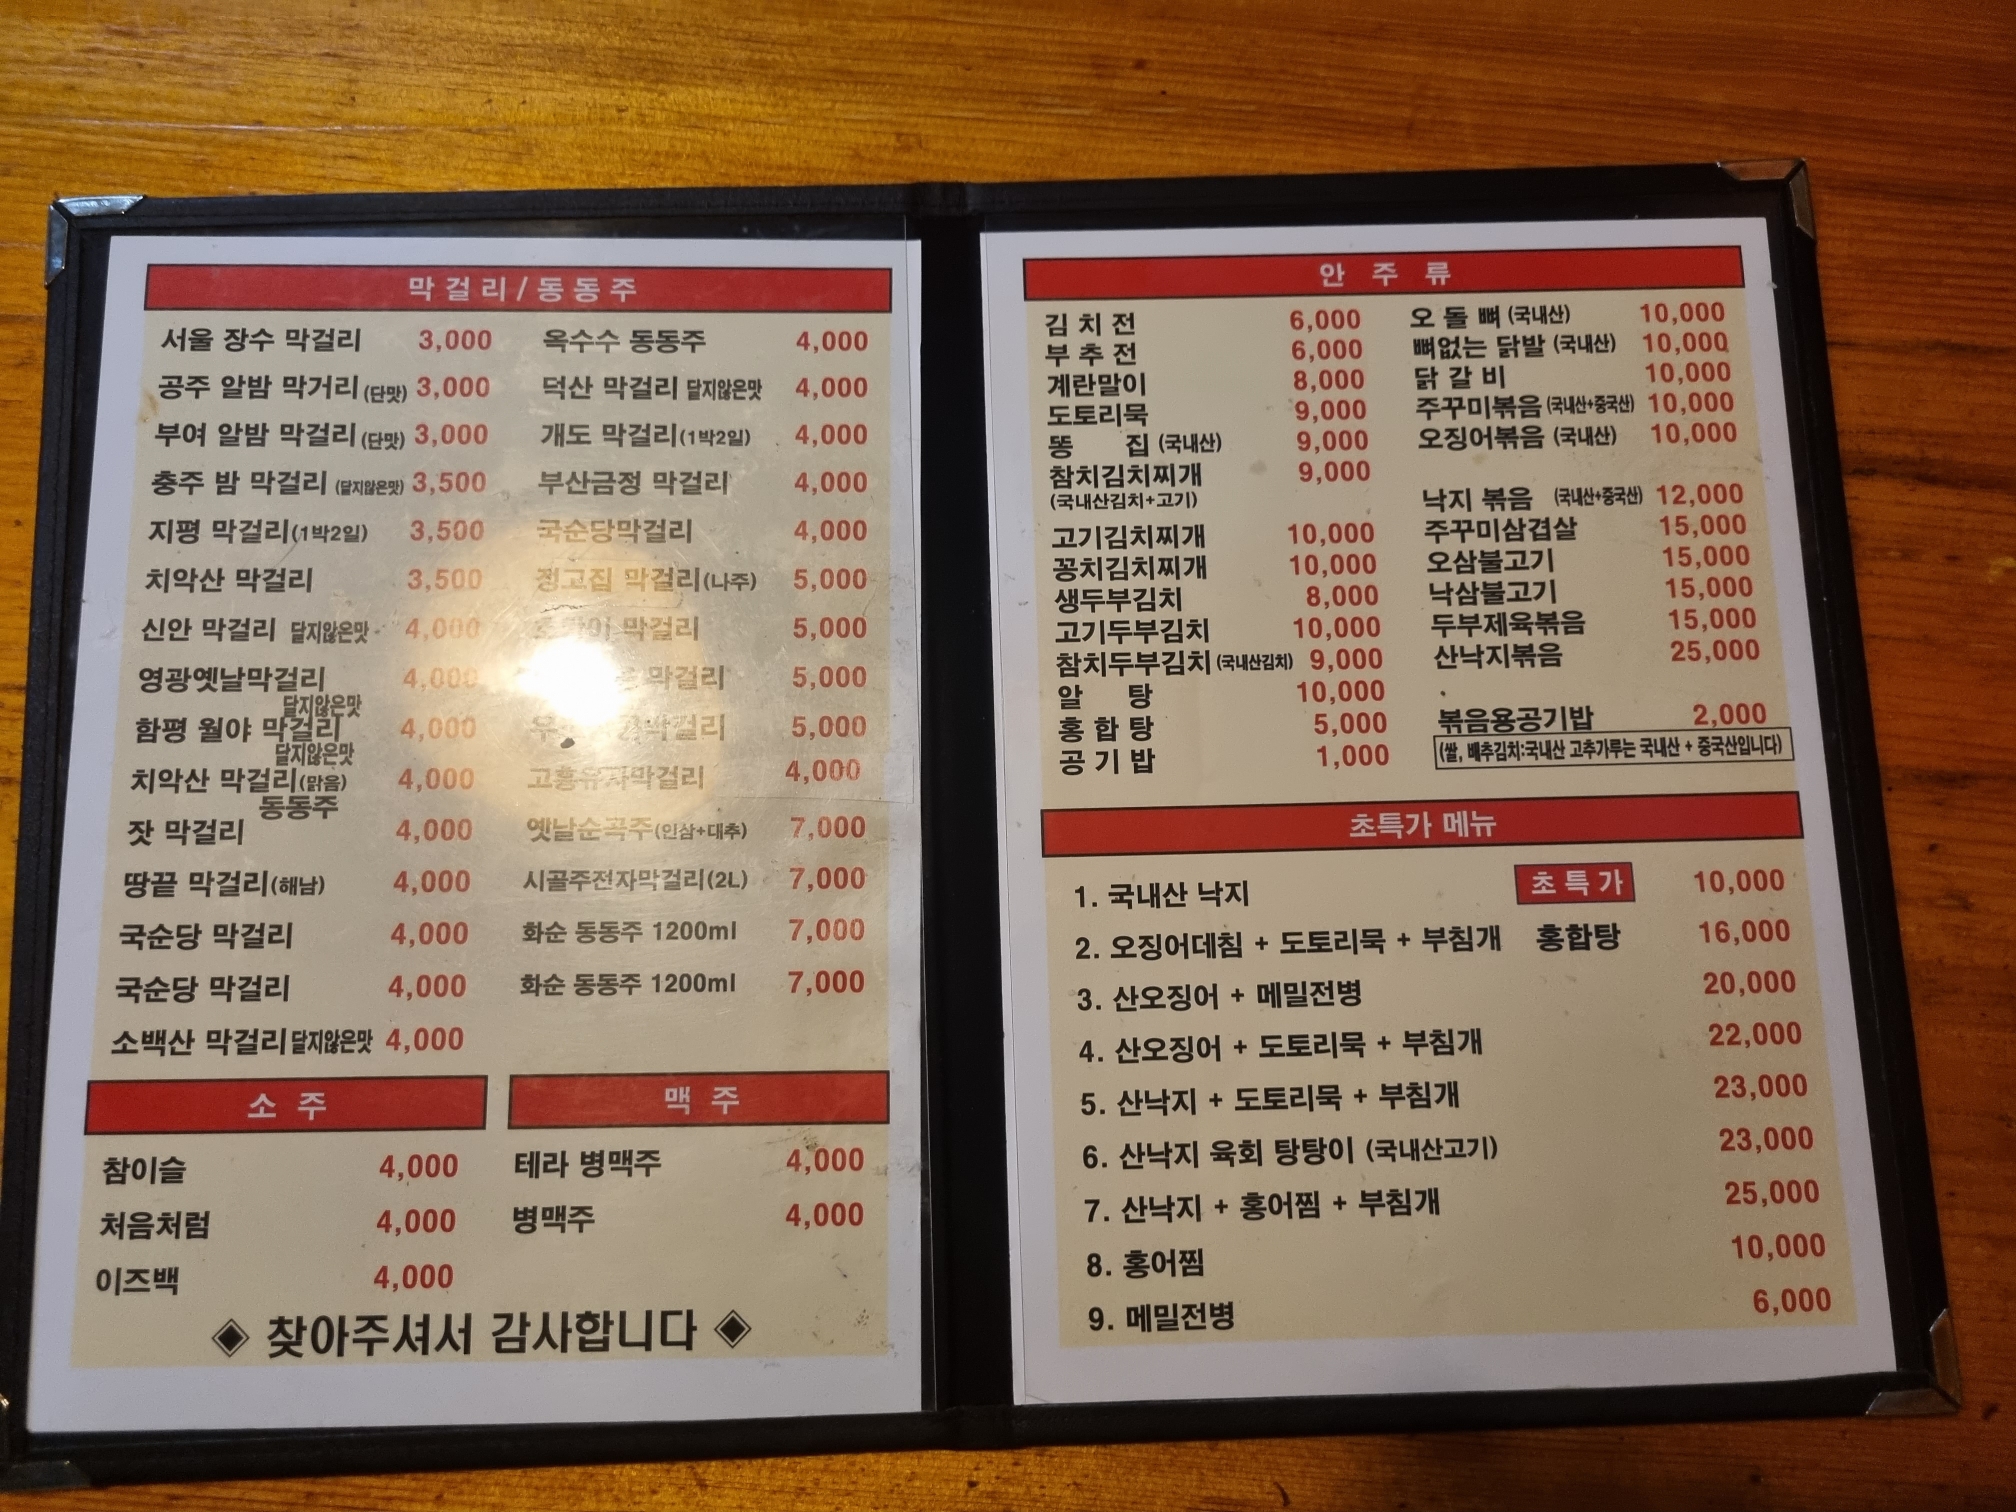 막걸리/동동주
서울 장수 막걸리 3,000
공주 알밤 막거리 (단맛) 3,000
부여 알밤 막걸리 (단맛) 3,000
충주 밤 막걸리 (달지않은맛) 3,500
지평 막걸리(1박2일) 3,500
치악산 막걸리 3,500
신안 막걸리 달지않은맛 4,000
영광옛날막걸리 4,000
달지않은맛
함평 월야 막걸리 4,000
달지않은맛
치악산 막걸리(맑음) 4,000
동동주
잣 막걸리 4,000
땅끝 막걸리(해남) 4,000
국순당 막걸리 4,000
국순당 막걸리 4,000
소백산 막걸리 달지않은맛 4,000
옥수수 동동주 4,000
덕산 막걸리 달지않은맛 4,000
개도 막걸리(1박2일) 4,000
부산금정 막걸리 4,000
국순당막걸리 4,000
정고집 막걸리(나주) 5,000
막걸리 5,000
막걸리 5,000
막걸리 5,000
고흥유자막걸리 4,000
옛날순곡주(인삼+대추) 7,000
시골주전자막걸리(2L) 7,000
화순 동동주 1200ml 7,000
화순 동동주 1200ml 7,000
소 주
참이슬 4,000
처음처럼 4,000
이즈백 4,000
맥 주
테라 병맥주 4,000
병맥주 4,000
◈ 찾아주셔서 감사합니다 ◈
안 주 류
김 치 전 6,000
부 추 전 6,000
계란말이 8,000
도토리묵 9,000
똥 집 (국내산) 9,000
참치김치찌개 9,000
(국내산김치+고기)
고기김치찌개 10,000
꽁치김치찌개 10,000
생두부김치 8,000
고기두부김치 10,000
참치두부김치 (국내산김치) 9,000
알 탕 10,000
홍 합 탕 5,000
공 기 밥 1,000
오 돌 뼈 (국내산) 10,000
뼈없는 닭발 (국내산) 10,000
닭 갈 비 10,000
주꾸미볶음 (국내산+중국산) 10,000
오징어볶음 (국내산) 10,000
낙지 볶음 (국내산+중국산) 12,000
주꾸미삼겹살 15,000
오삼불고기 15,000
낙삼불고기 15,000
두부제육볶음 15,000
산낙지볶음 25,000
볶음용공기밥 2,000
(쌀, 배추김치:국내산 고추가루는 국내산 + 중국산입니다)
초특가 메뉴
1. 국내산 낙지 초특가 10,000
2. 오징어데침 + 도토리묵 + 부침개 홍합탕 16,000
3. 산오징어 + 메밀전병 20,000
4. 산오징어 + 도토리묵 + 부침개 22,000
5. 산낙지 + 도토리묵 + 부침개 23,000
6. 산낙지 육회 탕탕이 (국내산고기) 23,000
7. 산낙지 + 홍어찜 + 부침개 25,000
8. 홍어찜 10,000
9. 메밀전병 6,000